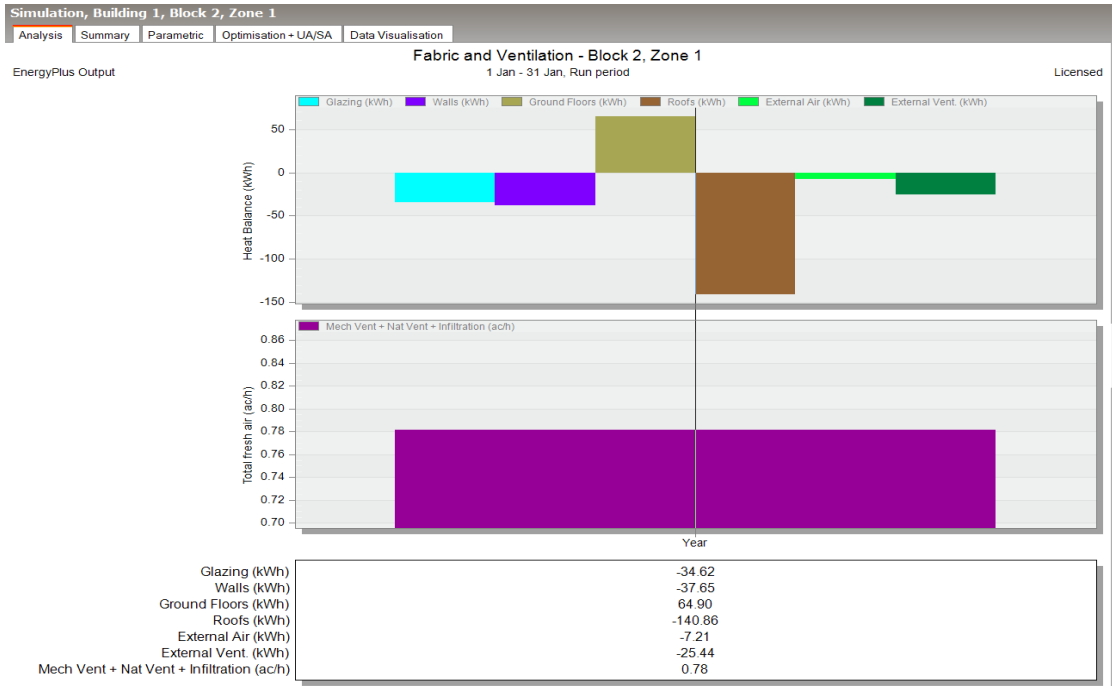 Simulation, Building 1, Block 2, Zone 1
Analysis Summary Parametric Optimisation + UA/SA Data Visualisation
Fabric and Ventilation - Block 2, Zone 1
EnergyPlus Output 1 Jan - 31 Jan, Run period Licensed
Glazing (kWh) Walls (kWh) Ground Floors (kWh) Roofs (kWh) External Air (kWh) External Vent. (kWh)
50
0
-50
-100
-150
Heat Balance (kWh)
Mech Vent + Nat Vent + Infiltration (ac/h)
0.86
0.84
0.82
0.80
0.78
0.76
0.74
0.72
0.70
Total fresh air (ac/h)
Year
Glazing (kWh) -34.62
Walls (kWh) -37.65
Ground Floors (kWh) 64.90
Roofs (kWh) -140.86
External Air (kWh) -7.21
External Vent. (kWh) -25.44
Mech Vent + Nat Vent + Infiltration (ac/h) 0.78